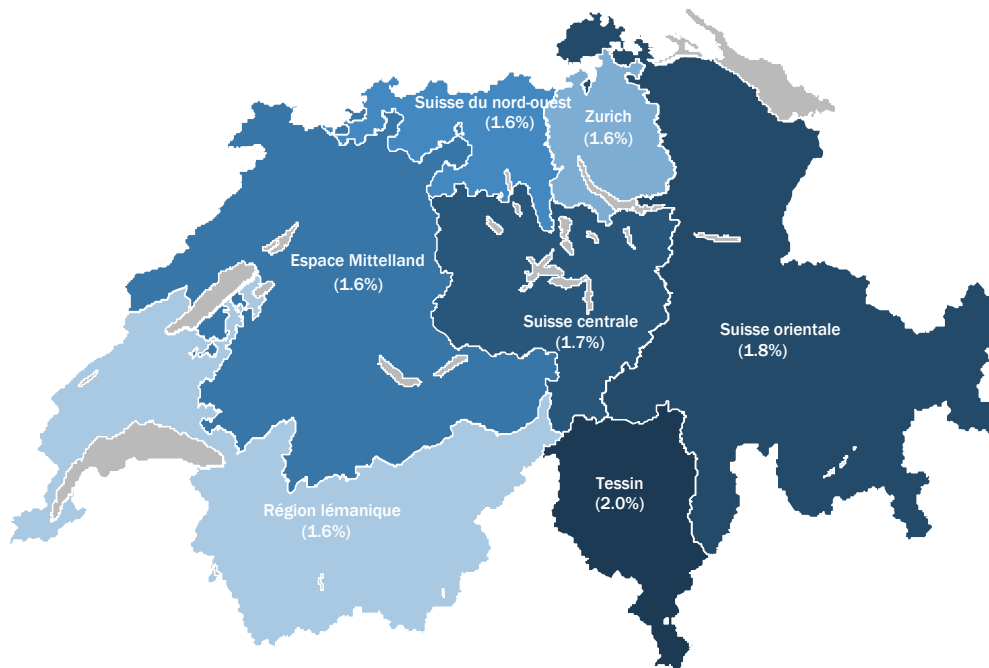 Suisse du nord-ouest
(1.6%)
Zurich
(1.6%)
Espace Mittelland
(1.6%)
Suisse centrale
(1.7%)
Suisse orientale
(1.8%)
Tessin
(2.0%)
Région lémanique
(1.6%)